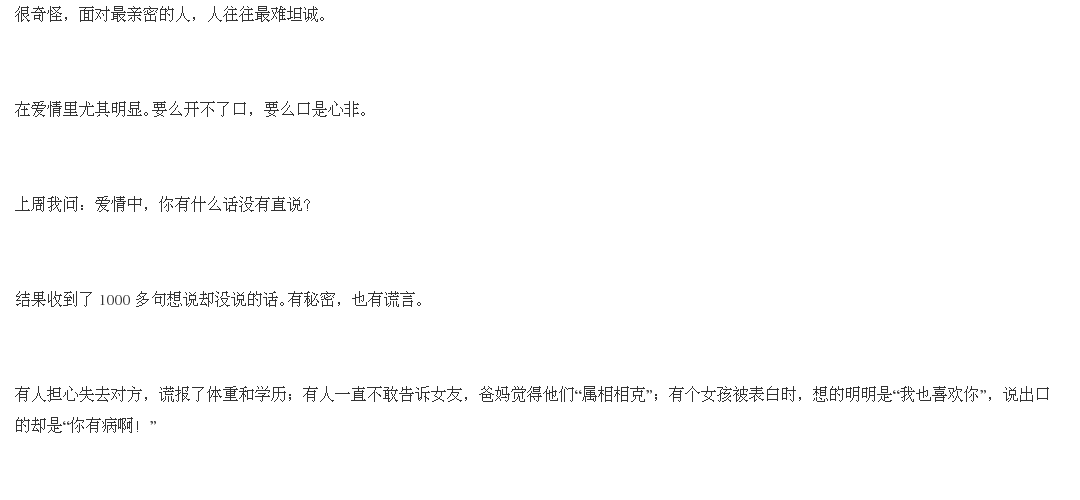 很奇怪，面对最亲密的人，人往往最难坦诚。
在爱情里尤其明显。要么开不了口，要么口是心非。
上周我问：爱情中，你有什么话没有直说？
结果收到了 1000 多句想说却没说的话。有秘密，也有谎言。
有人担心失去对方，谎报了体重和学历；有人一直不敢告诉女友，爸妈觉得他们“属相相克”；有个女孩被表白时，想的明明是“我也喜欢你”，说出口
的却是“你有病啊！”